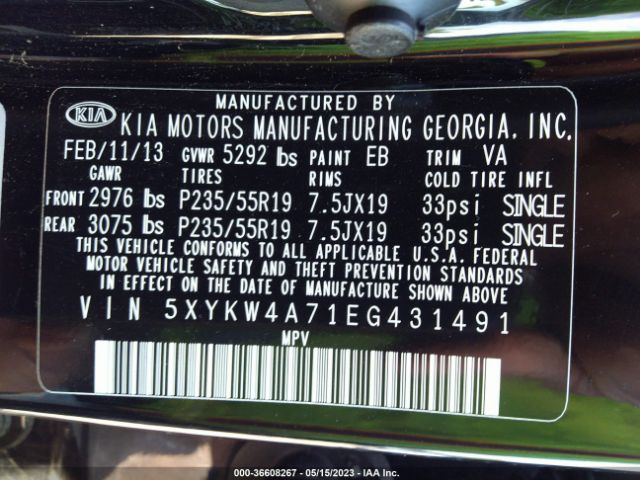 MANUFACTURED BY
KIA KIA MOTORS MANUFACTURING GEORGIA, INC.
FEB/11/13 GVWR 5292 lbs PAINT EB TRIM VA
GAWR TIRES RIMS COLD TIRE INFL
FRONT 2976 lbs P235/55R19 7.5JX19 33psi SINGLE
REAR 3075 lbs P235/55R19 7.5JX19 33psi SINGLE
THIS VEHICLE CONFORMS TO ALL APPLICABLE U.S.A. FEDERAL
MOTOR VEHICLE SAFETY AND THEFT PREVENTION STANDARDS
IN EFFECT ON THE DATE OF MANUFACTURE SHOWN ABOVE
VIN 5XYKW4A71EG431491
MPV
000-36608267 - 05/15/2023 - IAA Inc.